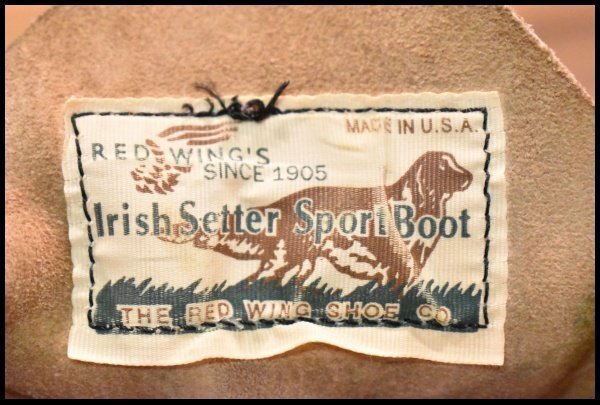 MADE IN U.S.A.
RED WING'S
SINCE 1905
Irish Setter Sport Boot
THE RED WING SHOE CO.